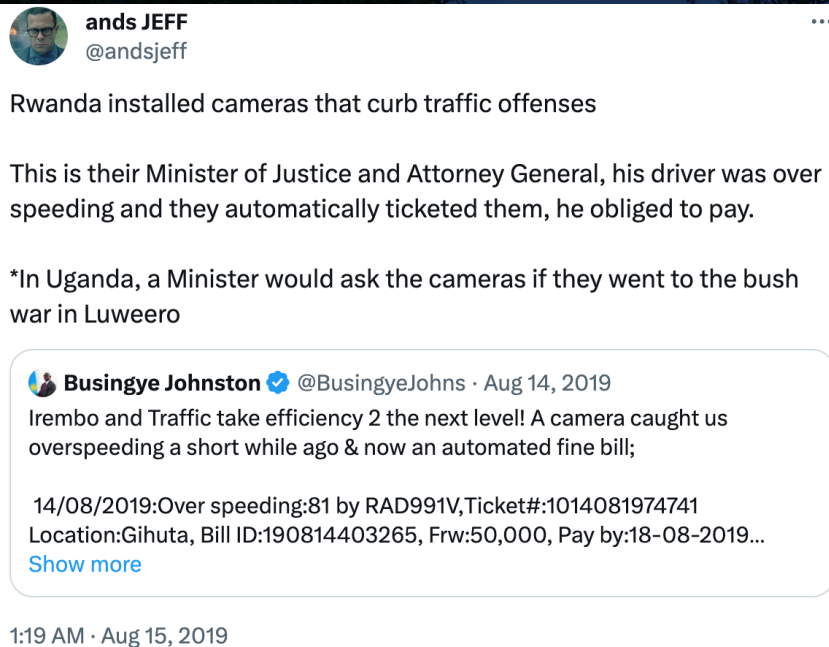 ands JEFF
@andsjeff
Rwanda installed cameras that curb traffic offenses
This is their Minister of Justice and Attorney General, his driver was over
speeding and they automatically ticketed them, he obliged to pay.
*In Uganda, a Minister would ask the cameras if they went to the bush
war in Luweero
Busingye Johnston @BusingyeJohns · Aug 14, 2019
Irembo and Traffic take efficiency 2 the next level! A camera caught us
overspeeding a short while ago & now an automated fine bill;
14/08/2019:Over speeding:81 by RAD991V,Ticket#:1014081974741
Location:Gihuta, Bill ID:190814403265, Frw:50,000, Pay by:18-08-2019...
Show more
1:19 AM · Aug 15, 2019